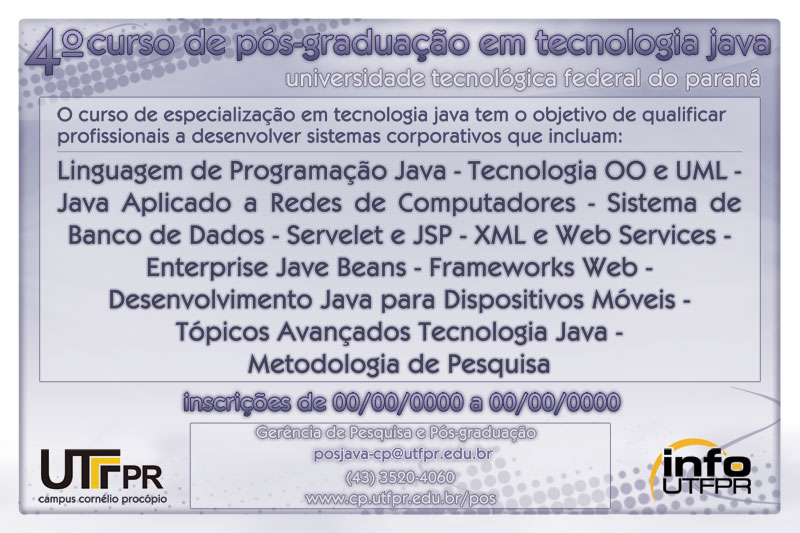 4º curso de pós-graduação em tecnologia java
universidade tecnológica federal do paraná
O curso de especialização em tecnologia java tem o objetivo de qualificar
profissionais a desenvolver sistemas corporativos que incluam:
Linguagem de Programação Java - Tecnologia OO e UML -
Java Aplicado a Redes de Computadores - Sistema de
Banco de Dados - Servelet e JSP - XML e Web Services -
Enterprise Jave Beans - Frameworks Web -
Desenvolvimento Java para Dispositivos Móveis -
Tópicos Avançados Tecnologia Java -
Metodologia de Pesquisa
inscrições de 00/00/0000 a 00/00/0000
Gerência de Pesquisa e Pós-graduação
posjava-cp@utfpr.edu.br
(43) 3520-4060
www.cp.utfpr.edu.br/pos
UTFPR
câmpus cornélio procópio
info
UTFPR